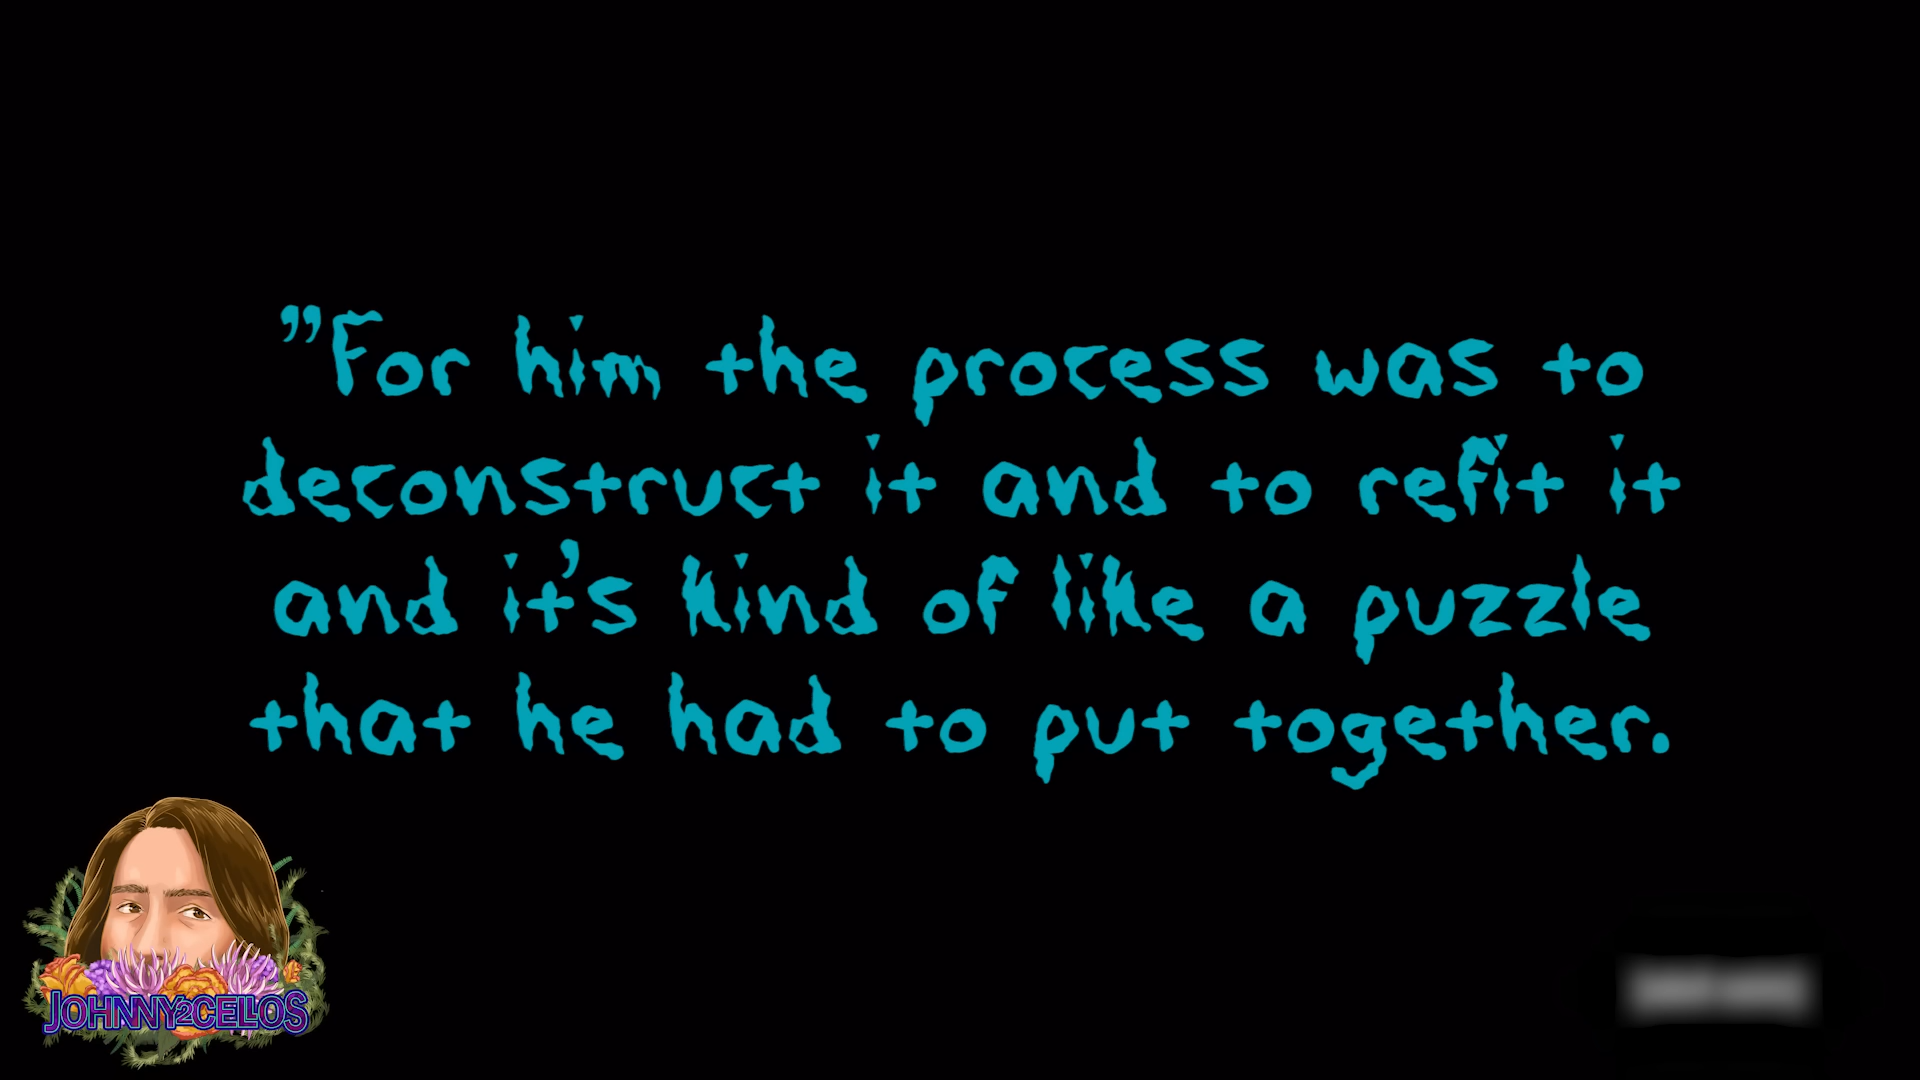 ”For him the process was to
deconstruct it and to refit it
and it’s kind of like a puzzle
that he had to put together.
JOHNNY2CELLOS